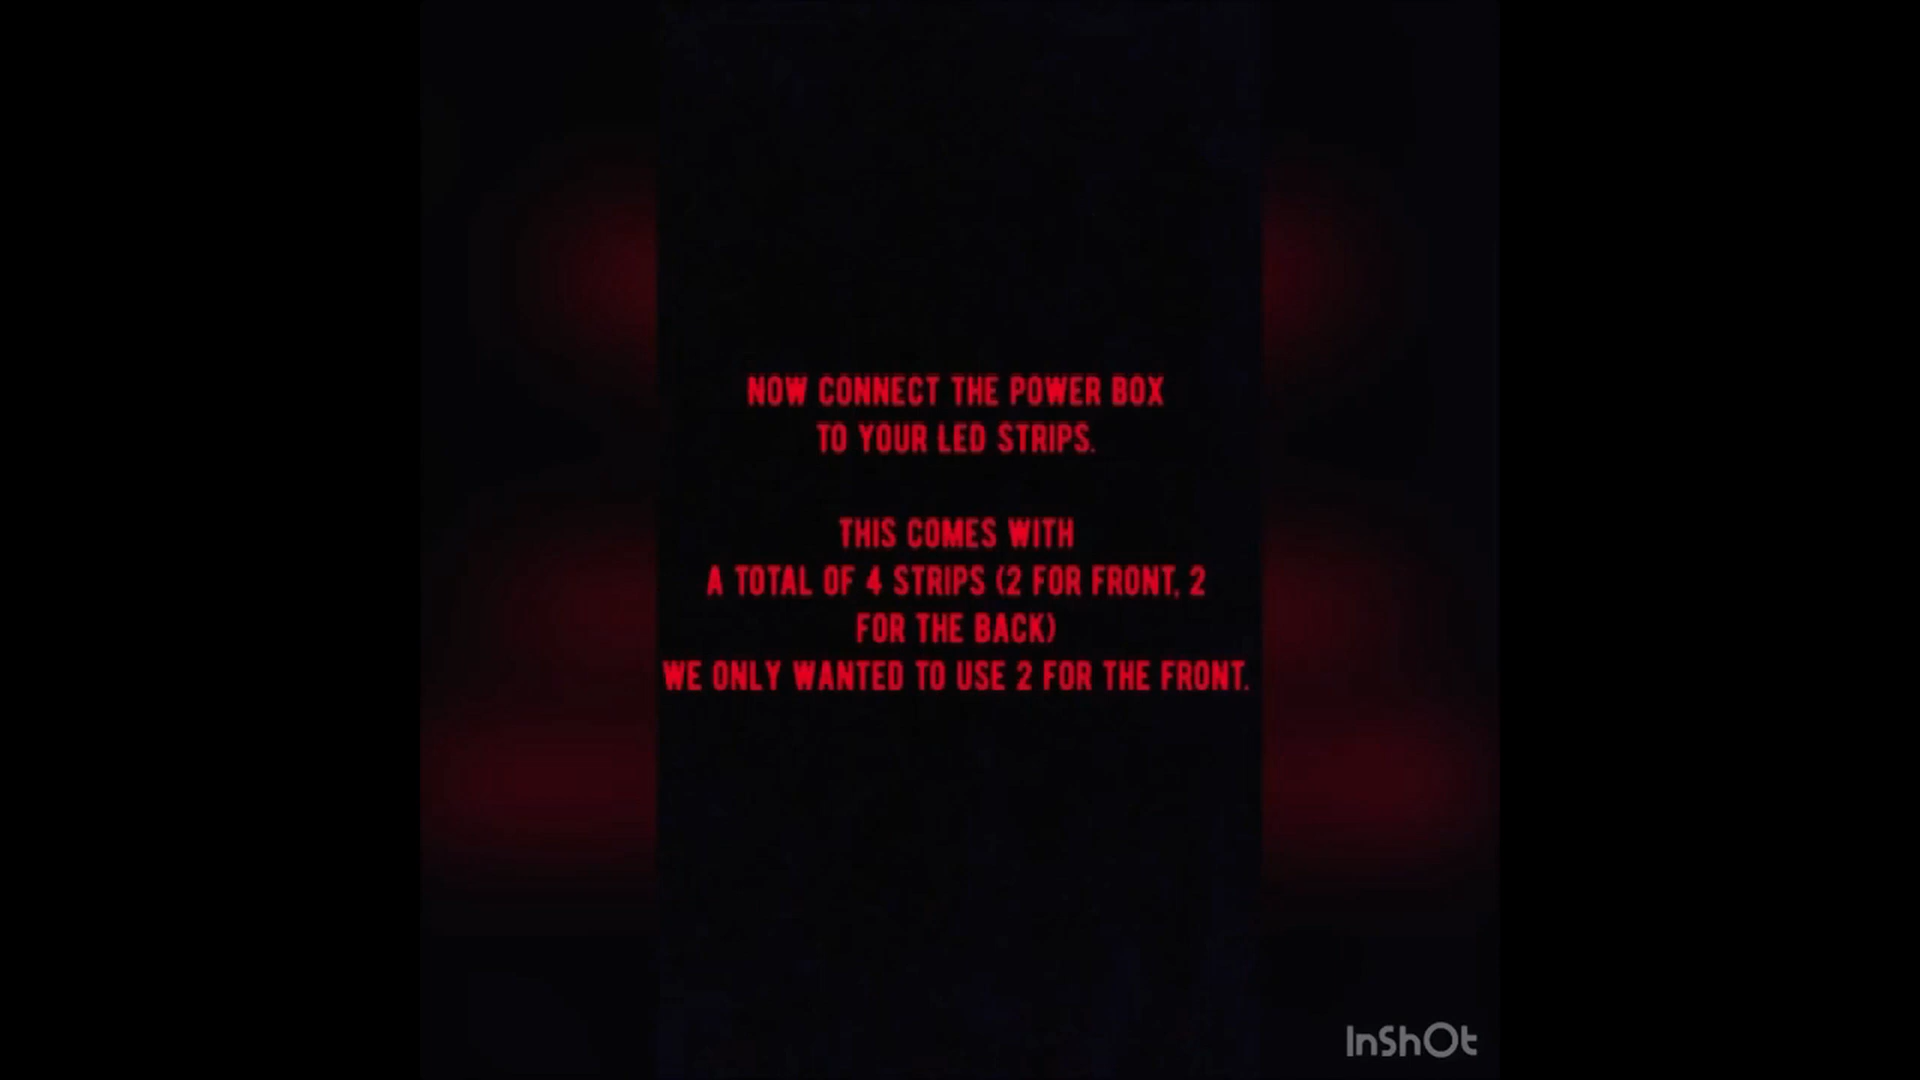 NOW CONNECT THE POWER BOX
TO YOUR LED STRIPS.
THIS COMES WITH
A TOTAL OF 4 STRIPS (2 FOR FRONT, 2
FOR THE BACK)
WE ONLY WANTED TO USE 2 FOR THE FRONT.
InShOt